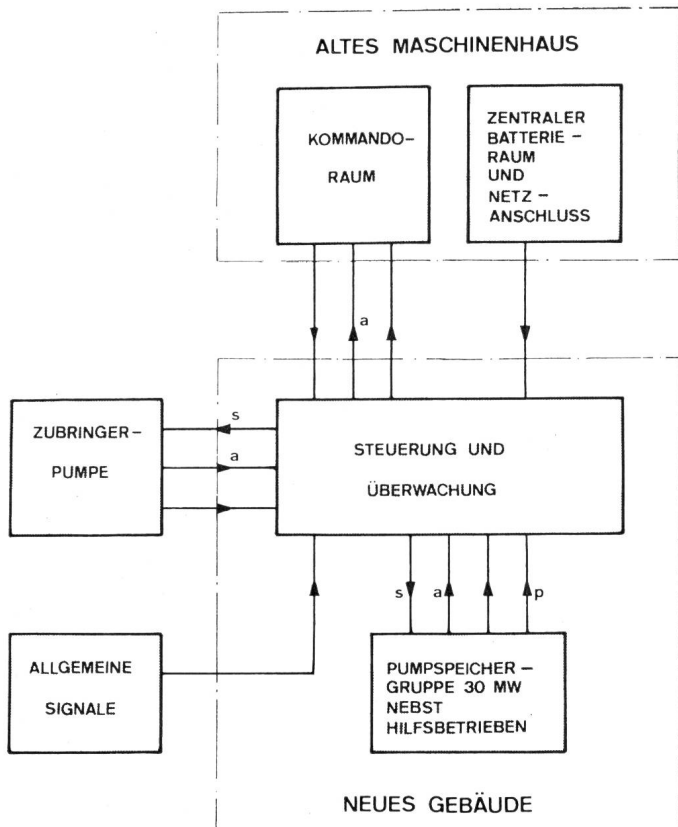 ALTES MASCHINENHAUS
KOMMANDO-
RAUM
ZENTRALER
BATTERIE-
RAUM
UND
NETZ-
ANSCHLUSS
a
ZUBRINGER-
PUMPE
s
a
STEUERUNG UND
ÜBERWACHUNG
s
a
p
ALLGEMEINE
SIGNALE
PUMPSPEICHER-
GRUPPE 30 MW
NEBST
HILFSBETRIEBEN
NEUES GEBÄUDE